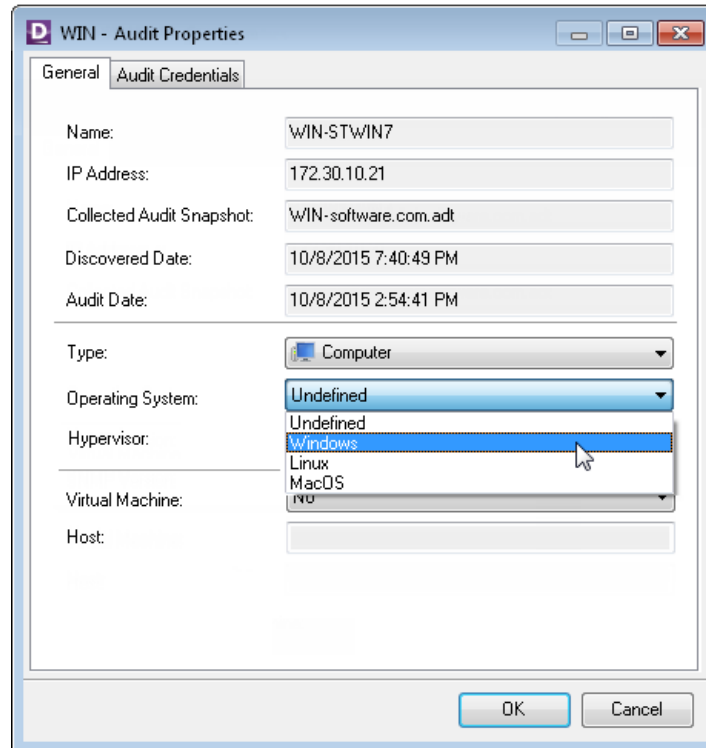 D WIN - Audit Properties
General Audit Credentials
Name: WIN-STWIN7
IP Address: 172.30.10.21
Collected Audit Snapshot: WIN-software.com.adt
Discovered Date: 10/8/2015 7:40:49 PM
Audit Date: 10/8/2015 2:54:41 PM
Type: Computer
Operating System: Undefined
Undefined
Hypervisor: Windows
Linux
MacOS
Virtual Machine: No
Host:
OK Cancel